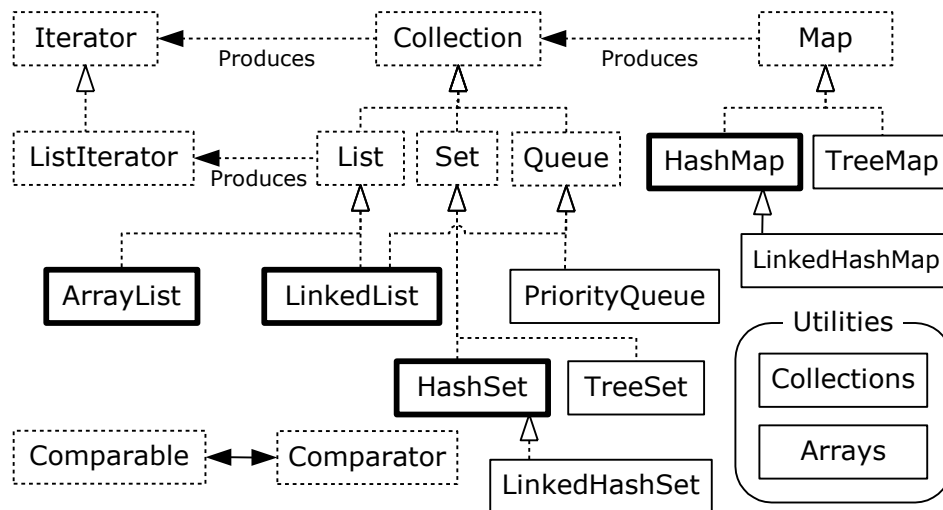 Iterator
Produces
Collection
Produces
Map
ListIterator
Produces
List
Set
Queue
HashMap
TreeMap
LinkedHashMap
ArrayList
LinkedList
PriorityQueue
Utilities
Collections
Arrays
HashSet
TreeSet
Comparable
Comparator
LinkedHashSet